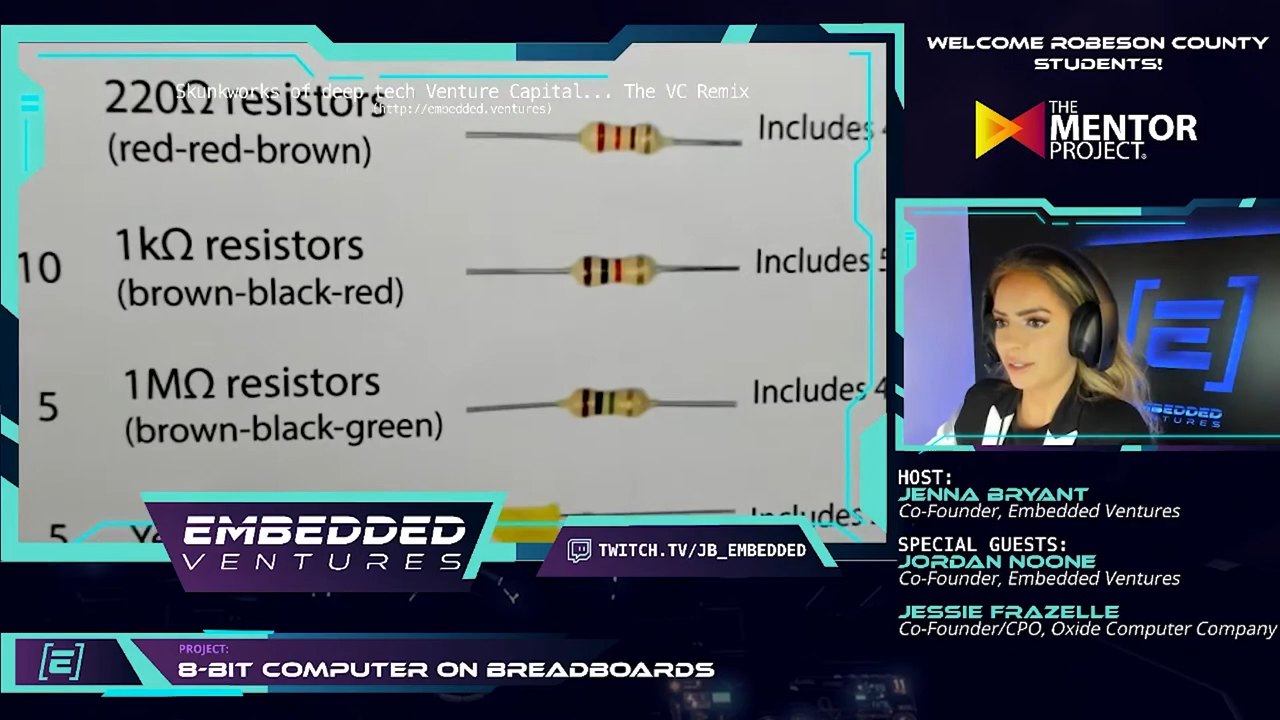 Skunkworks of deep tech Venture Capital... The VC Remix
(http://embedded.ventures)
220Ω resistors
(red-red-brown)
Includes
10
1kΩ resistors
(brown-black-red)
Includes 5
5
1MΩ resistors
(brown-black-green)
Includes 4
5
Includes
EMBEDDED
VENTURES
TWITCH.TV/JB_EMBEDDED
PROJECT:
8-BIT COMPUTER ON BREADBOARDS
WELCOME ROBESON COUNTY
STUDENTS!
THE
MENTOR
PROJECT®
[E]
EMBEDDED
VENTURES
HOST:
JENNA BRYANT
Co-Founder, Embedded Ventures
SPECIAL GUESTS:
JORDAN NOONE
Co-Founder, Embedded Ventures
JESSIE FRAZELLE
Co-Founder/CPO, Oxide Computer Company